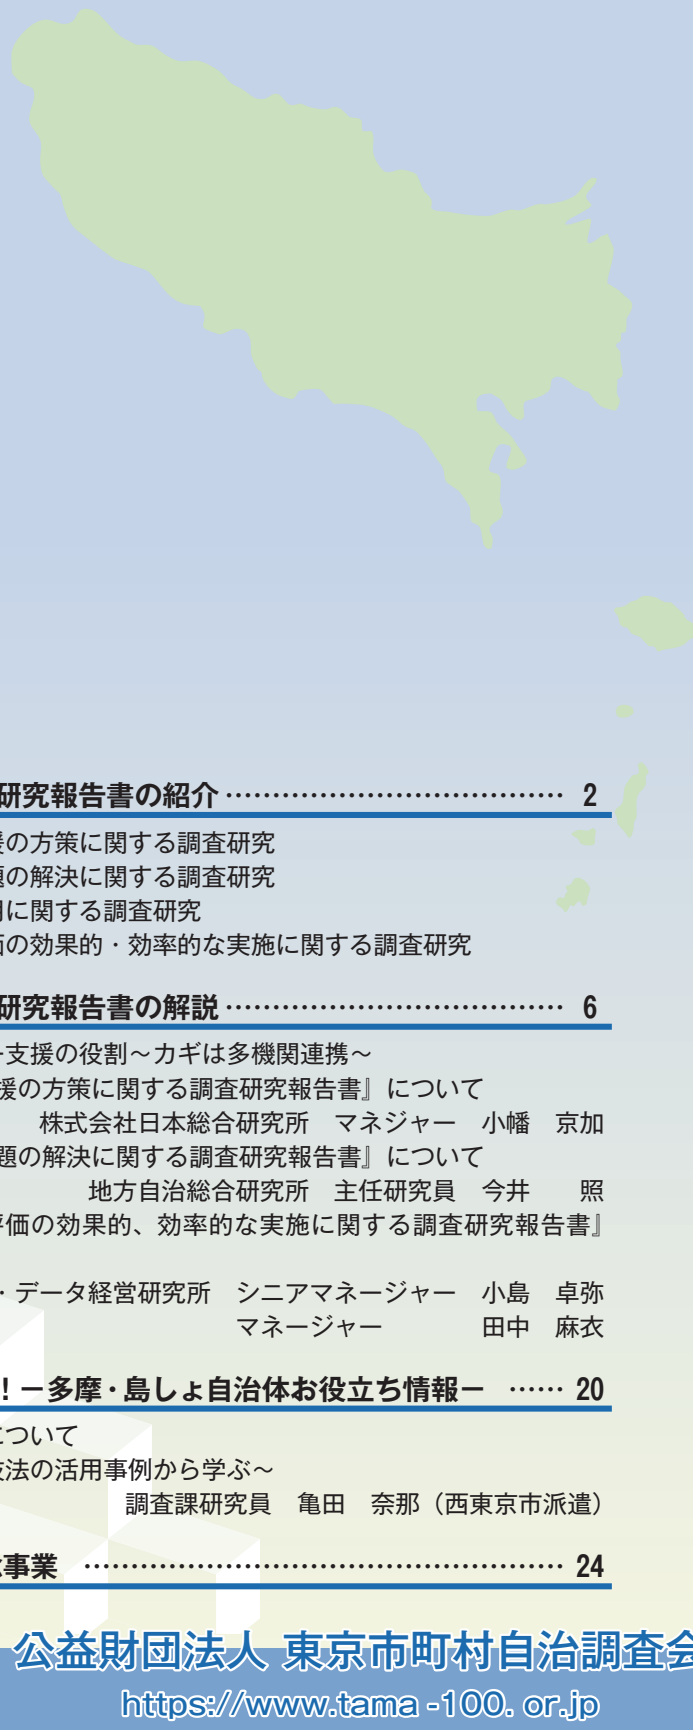 研究報告書の紹介 ………………………………… 2
援の方策に関する調査研究
題の解決に関する調査研究
用に関する調査研究
価の効果的・効率的な実施に関する調査研究
研究報告書の解説 ………………………………… 6
ー支援の役割～カギは多機関連携～
援の方策に関する調査研究報告書』について
株式会社日本総合研究所　マネジャー　小幡　京加
題の解決に関する調査研究報告書』について
地方自治総合研究所　主任研究員　今井　　照
評価の効果的、効率的な実施に関する調査研究報告書』
・データ経営研究所　シニアマネージャー　小島　卓弥
マネージャー　　　　田中　麻衣
！－多摩・島しょ自治体お役立ち情報－ …… 20
について
技法の活用事例から学ぶ～
調査課研究員　亀田　奈那（西東京市派遣）
事業 ……………………………………………… 24
公益財団法人 東京市町村自治調査会
https://www.tama-100.or.jp